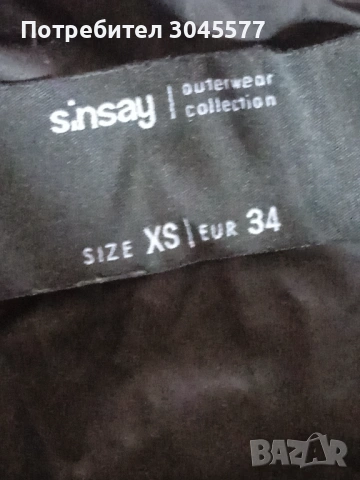 Потребител 3045577
sinsay | outerwear
collection
SIZE XS | EUR 34
BAZAR